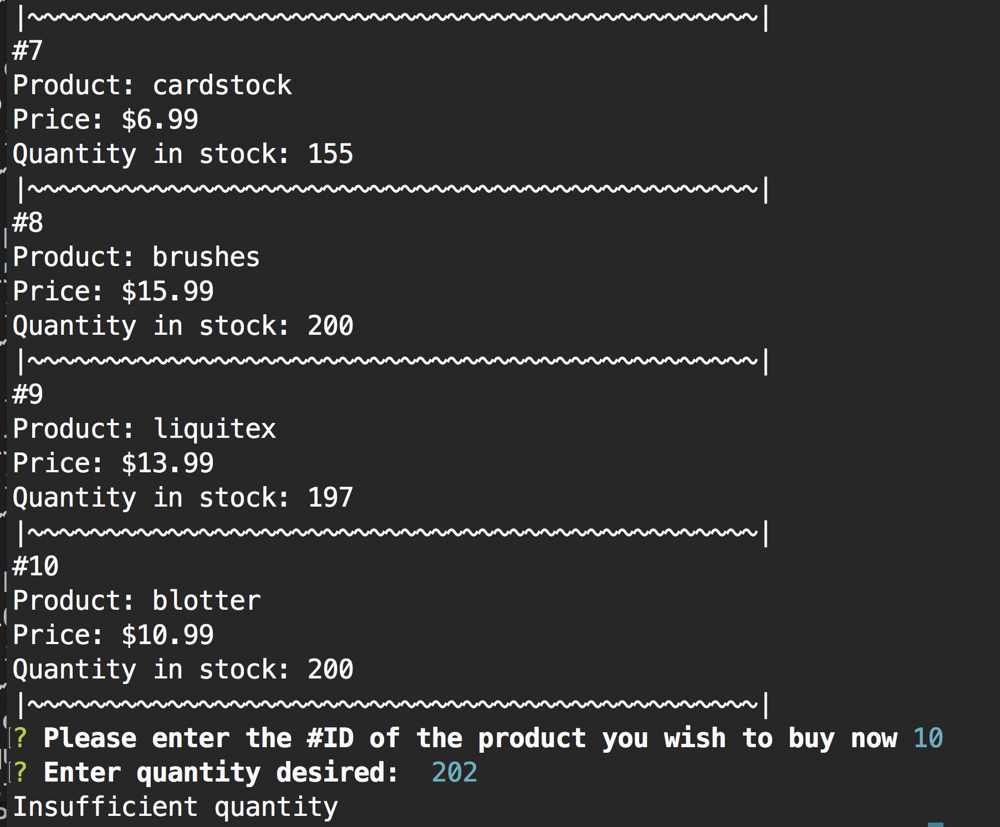 |~~~~~~~~~~~~~~~~~~~~~~~~~~~~~~~~~~~~~~~~~~~~~~~|
#7
Product: cardstock
Price: $6.99
Quantity in stock: 155
|~~~~~~~~~~~~~~~~~~~~~~~~~~~~~~~~~~~~~~~~~~~~~~~|
#8
Product: brushes
Price: $15.99
Quantity in stock: 200
|~~~~~~~~~~~~~~~~~~~~~~~~~~~~~~~~~~~~~~~~~~~~~~~|
#9
Product: liquitex
Price: $13.99
Quantity in stock: 197
|~~~~~~~~~~~~~~~~~~~~~~~~~~~~~~~~~~~~~~~~~~~~~~~|
#10
Product: blotter
Price: $10.99
Quantity in stock: 200
|~~~~~~~~~~~~~~~~~~~~~~~~~~~~~~~~~~~~~~~~~~~~~~~|
? Please enter the #ID of the product you wish to buy now 10
? Enter quantity desired:  202
Insufficient quantity